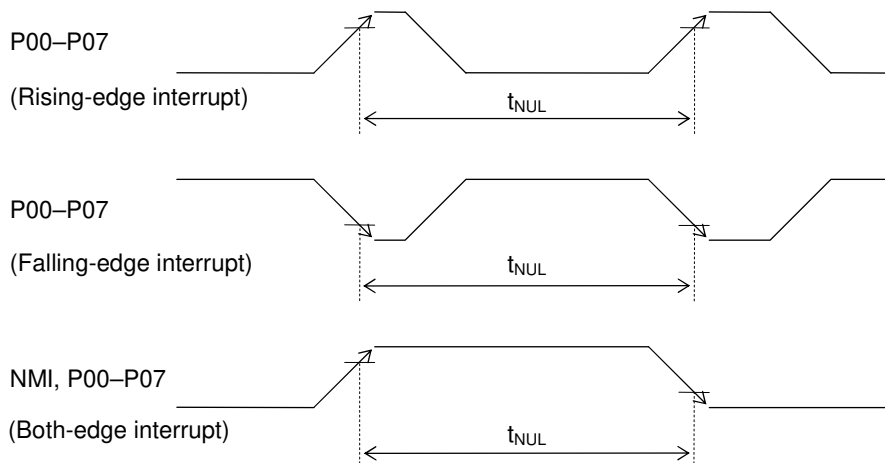 P00–P07
(Rising-edge interrupt)
tNUL
P00–P07
(Falling-edge interrupt)
tNUL
NMI, P00–P07
(Both-edge interrupt)
tNUL